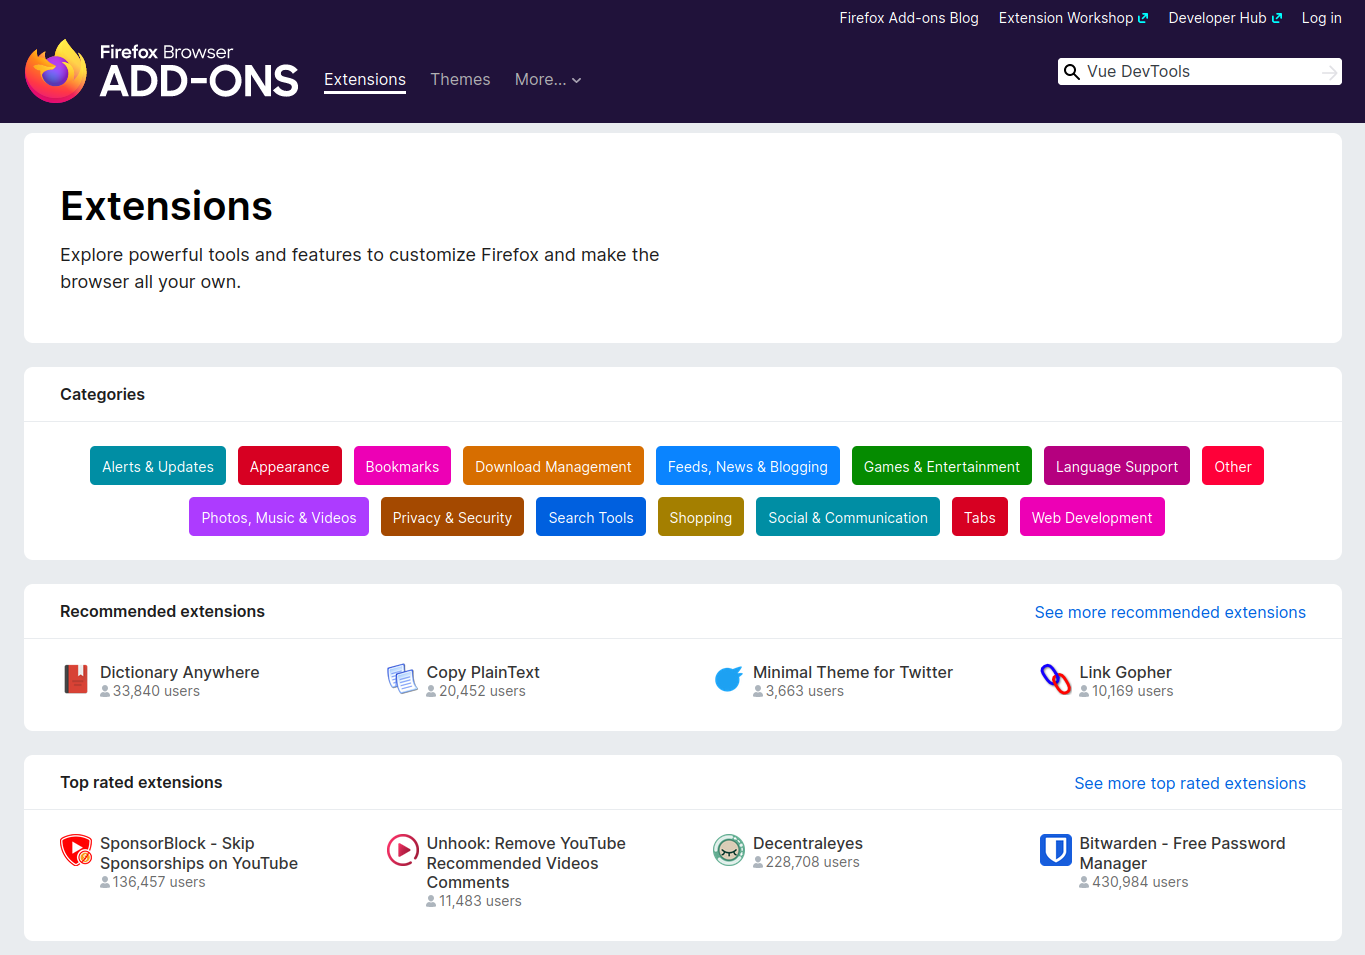 Firefox Add-ons Blog Extension Workshop Developer Hub Log in
Firefox Browser
ADD-ONS
Extensions Themes More...
Vue DevTools
Extensions
Explore powerful tools and features to customize Firefox and make the
browser all your own.
Categories
Alerts & Updates Appearance Bookmarks Download Management Feeds, News & Blogging Games & Entertainment Language Support Other
Photos, Music & Videos Privacy & Security Search Tools Shopping Social & Communication Tabs Web Development
Recommended extensions See more recommended extensions
Dictionary Anywhere
33,840 users
Copy PlainText
20,452 users
Minimal Theme for Twitter
3,663 users
Link Gopher
10,169 users
Top rated extensions See more top rated extensions
SponsorBlock - Skip
Sponsorships on YouTube
136,457 users
Unhook: Remove YouTube
Recommended Videos
Comments
11,483 users
Decentraleyes
228,708 users
Bitwarden - Free Password
Manager
430,984 users